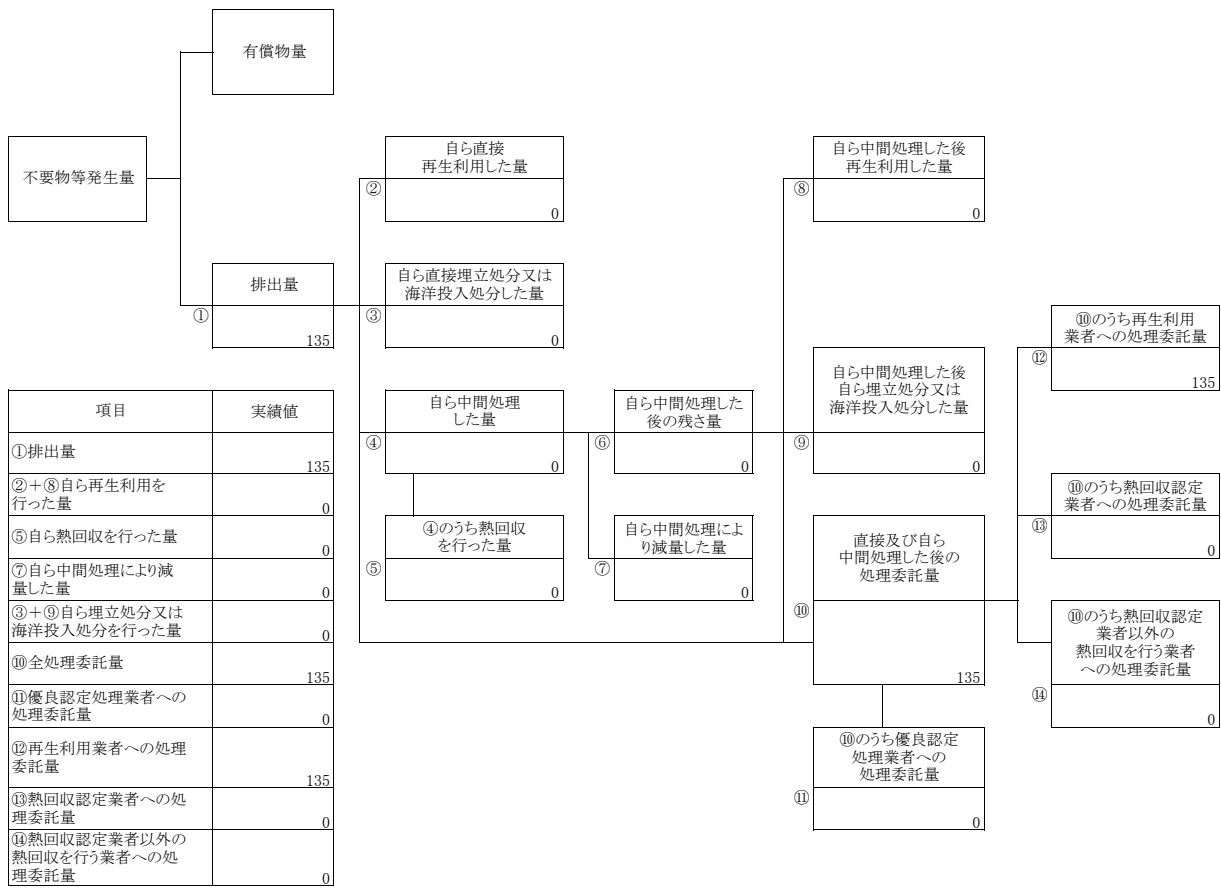 有償物量
不要物等発生量
排出量
①
135
自ら直接
再生利用した量
②
0
自ら直接埋立処分又は
海洋投入処分した量
③
0
自ら中間処理
した量
④
0
④のうち熱回収
を行った量
⑤
0
自ら中間処理した
後の残さ量
⑥
0
自ら中間処理によ
り減量した量
⑦
0
自ら中間処理した後
再生利用した量
⑧
0
自ら中間処理した後
自ら埋立処分又は
海洋投入処分した量
⑨
0
直接及び自ら
中間処理した後の
処理委託量
⑩
135
⑩のうち優良認定
処理業者への
処理委託量
⑪
0
⑩のうち再生利用
業者への処理委託量
⑫
135
⑩のうち熱回収認定
業者への処理委託量
⑬
0
⑩のうち熱回収認定
業者以外の
熱回収を行う業者
への処理委託量
⑭
0
項目 実績値
①排出量
135
②+⑧自ら再生利用を
行った量
0
⑤自ら熱回収を行った量
0
⑦自ら中間処理により減
量した量
0
③+⑨自ら埋立処分又は
海洋投入処分を行った量
0
⑩全処理委託量
135
⑪優良認定処理業者への
処理委託量
0
⑫再生利用業者への処理
委託量
135
⑬熱回収認定業者への処
理委託量
0
⑭熱回収認定業者以外の
熱回収を行う業者への処
理委託量
0